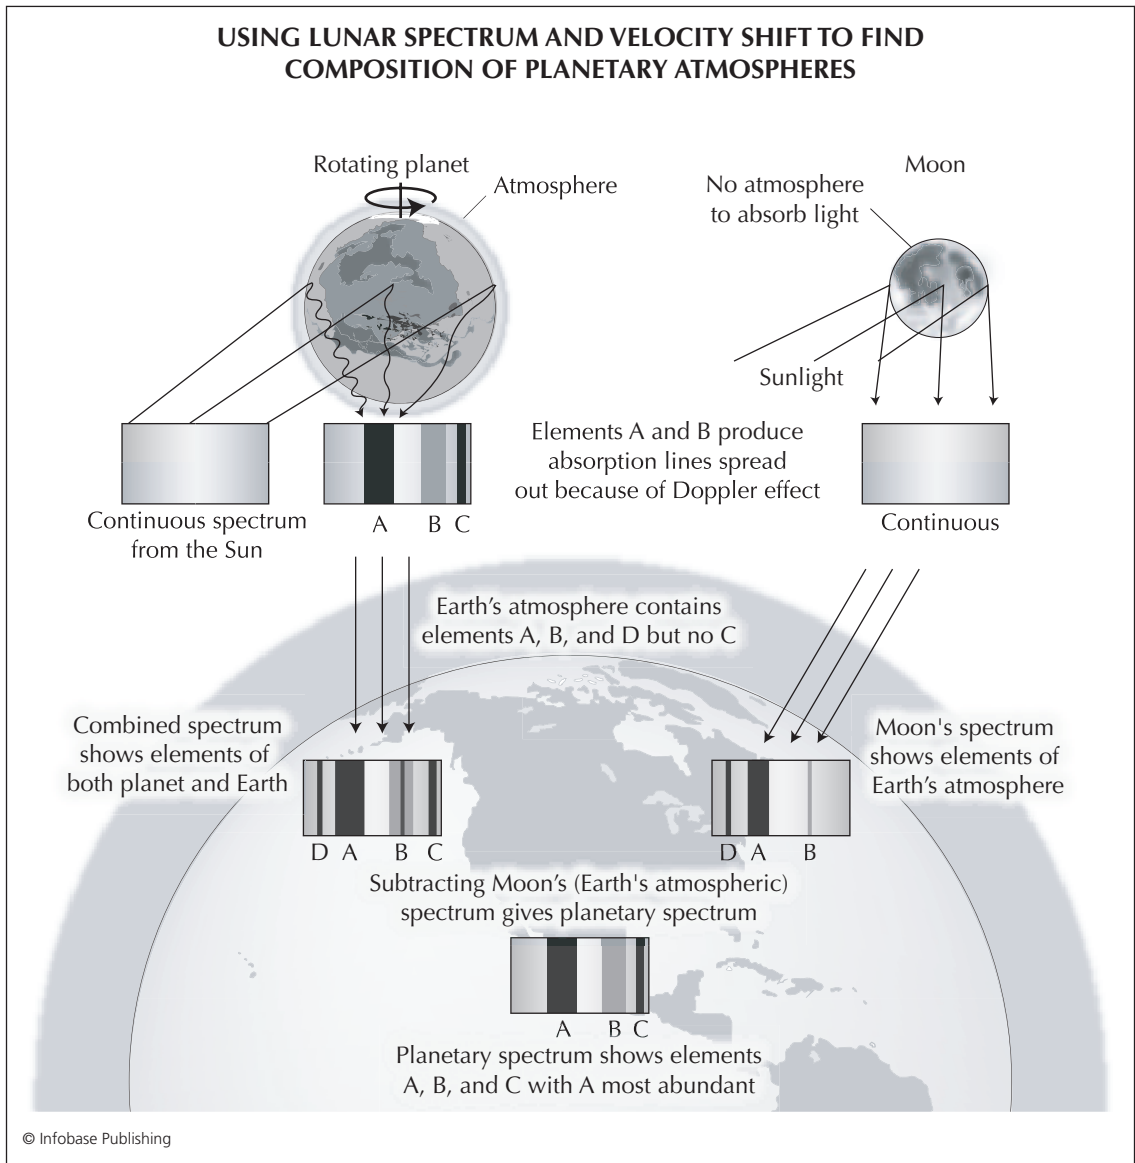 USING LUNAR SPECTRUM AND VELOCITY SHIFT TO FIND
COMPOSITION OF PLANETARY ATMOSPHERES
Rotating planet
Atmosphere
Moon
No atmosphere
to absorb light
Sunlight
Continuous spectrum
from the Sun
A B C
Elements A and B produce
absorption lines spread
out because of Doppler effect
Continuous
Earth’s atmosphere contains
elements A, B, and D but no C
Combined spectrum
shows elements of
both planet and Earth
Moon's spectrum
shows elements of
Earth’s atmosphere
D A B C
D A B
Subtracting Moon’s (Earth's atmospheric)
spectrum gives planetary spectrum
A B C
Planetary spectrum shows elements
A, B, and C with A most abundant
© Infobase Publishing